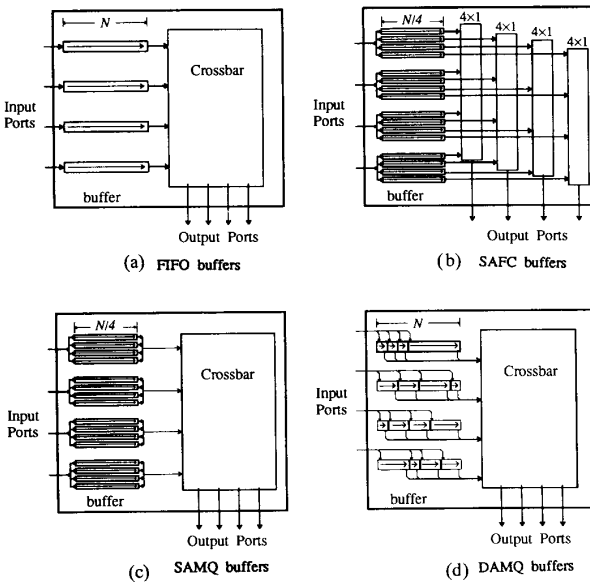 N
Crossbar
Input
Ports
buffer
Output Ports
(a) FIFO buffers
N/4
4×1
4×1
4×1
4×1
Input
Ports
buffer
Output Ports
(b) SAFC buffers
N/4
Crossbar
Input
Ports
buffer
Output Ports
(c) SAMQ buffers
N
Crossbar
Input
Ports
buffer
Output Ports
(d) DAMQ buffers